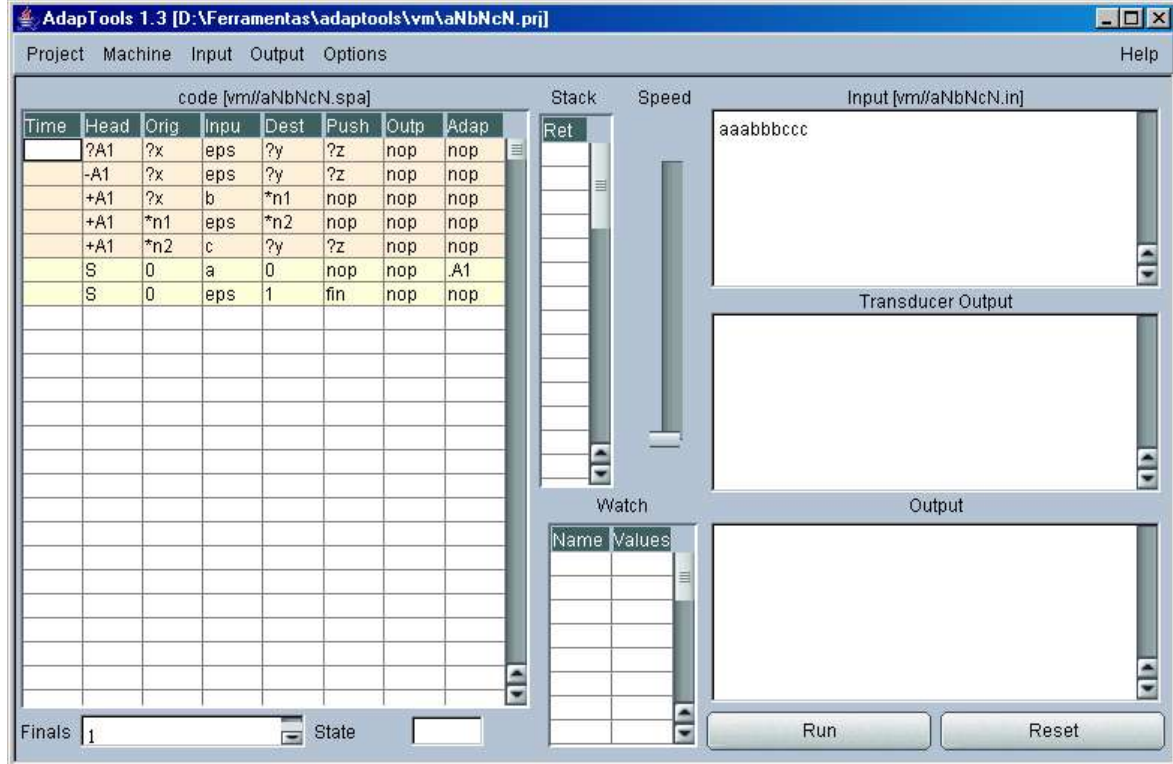 AdapTools 1.3 [D:\Ferramentas\adaptools\vm\aNbNcN.prj]
Project Machine Input Output Options Help
code [vm//aNbNcN.spa]
Time Head Orig Inpu Dest Push Outp Adap
?A1 ?x eps ?y ?z nop nop
-A1 ?x eps ?y ?z nop nop
+A1 ?x b *n1 nop nop nop
+A1 *n1 eps *n2 nop nop nop
+A1 *n2 c ?y ?z nop nop
S 0 a 0 nop nop .A1
S 0 eps 1 fin nop nop
Finals 1 State
Stack
Ret
Speed
Watch
Name Values
Input [vm//aNbNcN.in]
aaabbbccc
Transducer Output
Output
Run Reset